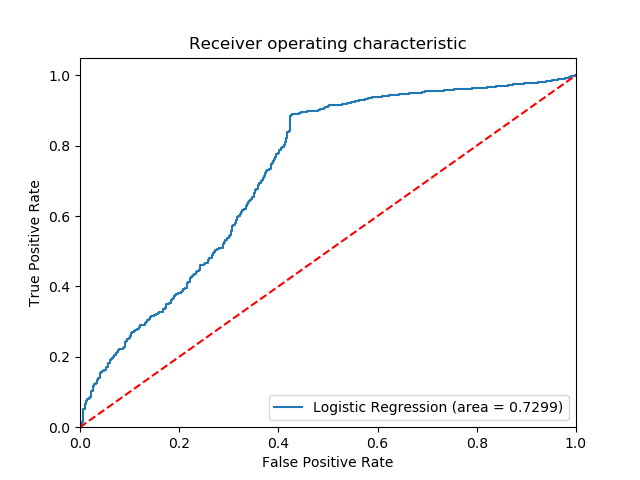 Receiver operating characteristic
True Positive Rate
1.0
0.8
0.6
0.4
0.2
0.0
Logistic Regression (area = 0.7299)
0.0 0.2 0.4 0.6 0.8 1.0
False Positive Rate